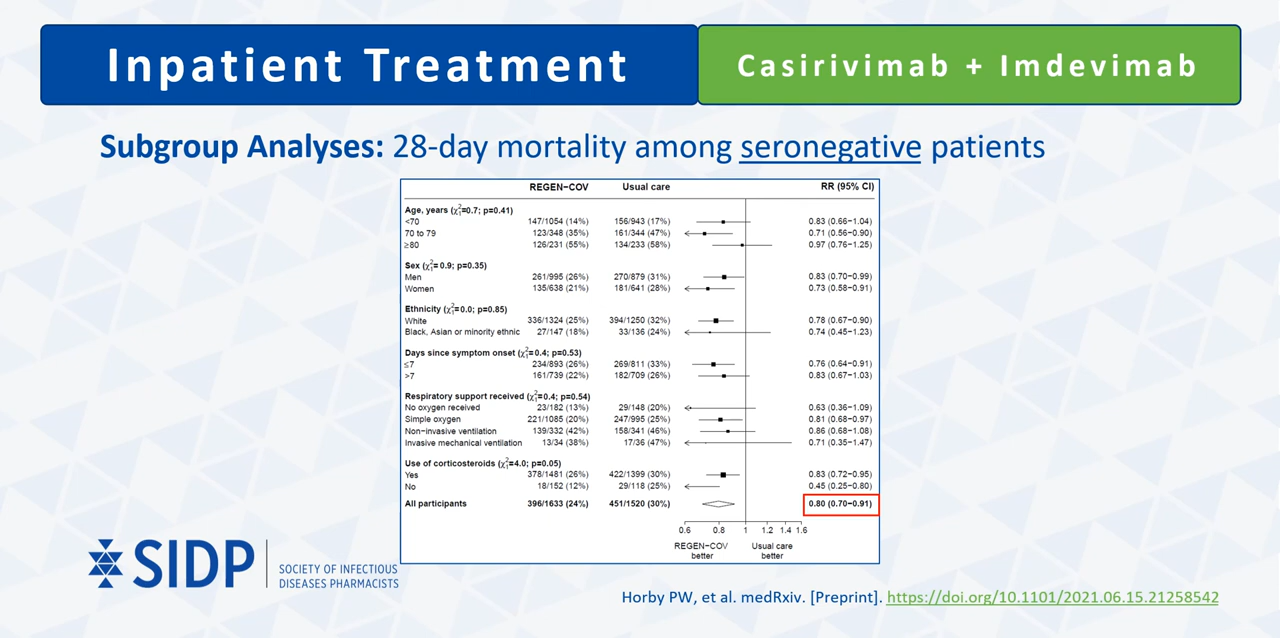 Inpatient Treatment
Casirivimab + Imdevimab
Subgroup Analyses: 28-day mortality among seronegative patients
REGEN-COV Usual care RR (95% CI)
Age, years (χ²₁=0.7; p=0.41)
<70 147/1054 (14%) 156/943 (17%) 0.83 (0.66−1.04)
70 to 79 123/348 (35%) 161/344 (47%) 0.71 (0.56−0.90)
≥80 126/231 (55%) 134/233 (58%) 0.97 (0.76−1.25)
Sex (χ²₁=0.9; p=0.35)
Men 261/995 (26%) 270/879 (31%) 0.83 (0.70−0.99)
Women 135/638 (21%) 181/641 (28%) 0.73 (0.58−0.91)
Ethnicity (χ²₁=0.0; p=0.85)
White 336/1324 (25%) 394/1250 (32%) 0.78 (0.67−0.90)
Black, Asian or minority ethnic 27/147 (18%) 33/136 (24%) 0.74 (0.45−1.23)
Days since symptom onset (χ²₁=0.4; p=0.53)
≤7 234/893 (26%) 269/811 (33%) 0.76 (0.64−0.91)
>7 161/739 (22%) 182/709 (26%) 0.83 (0.67−1.03)
Respiratory support received (χ²₁=0.4; p=0.54)
No oxygen received 23/182 (13%) 29/148 (20%) 0.63 (0.36−1.09)
Simple oxygen 221/1085 (20%) 247/995 (25%) 0.81 (0.68−0.97)
Non-invasive ventilation 139/332 (42%) 158/341 (46%) 0.86 (0.68−1.08)
Invasive mechanical ventilation 13/34 (38%) 17/36 (47%) 0.71 (0.35−1.47)
Use of corticosteroids (χ²₁=4.0; p=0.05)
Yes 378/1481 (26%) 422/1399 (30%) 0.83 (0.72−0.95)
No 18/152 (12%) 29/118 (25%) 0.45 (0.25−0.80)
All participants 396/1633 (24%) 451/1520 (30%) 0.80 (0.70−0.91)
0.6 0.8 1 1.2 1.4 1.6
REGEN−COV Usual care
better better
SIDP
SOCIETY OF INFECTIOUS
DISEASES PHARMACISTS
Horby PW, et al. medRxiv. [Preprint]. https://doi.org/10.1101/2021.06.15.21258542